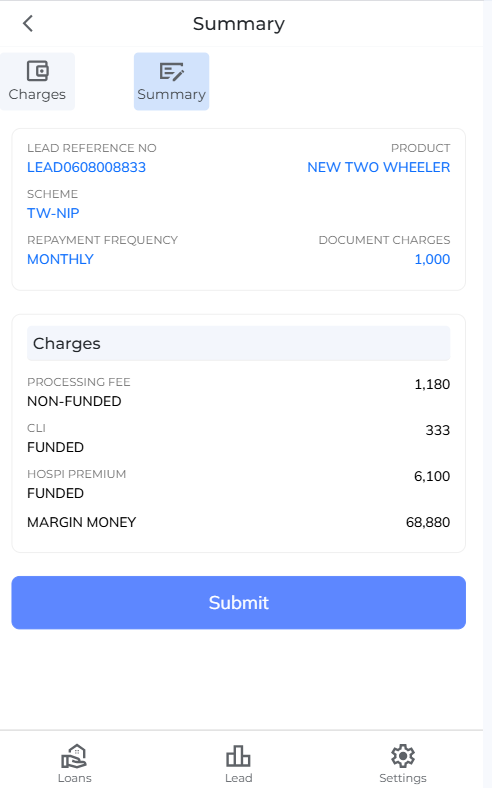 Summary
Charges
Summary
LEAD REFERENCE NO PRODUCT
LEAD0608008833 NEW TWO WHEELER
SCHEME
TW-NIP
REPAYMENT FREQUENCY DOCUMENT CHARGES
MONTHLY 1,000
Charges
PROCESSING FEE 1,180
NON-FUNDED
CLI 333
FUNDED
HOSPI PREMIUM 6,100
FUNDED
MARGIN MONEY 68,880
Submit
Loans Lead Settings